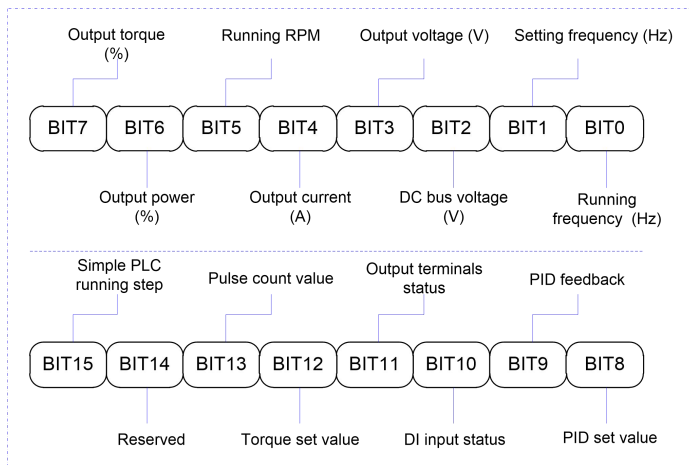 Output torque
(%)
Running RPM
Output voltage (V)
Setting frequency (Hz)
BIT7
BIT6
BIT5
BIT4
BIT3
BIT2
BIT1
BIT0
Output power
(%)
Output current
(A)
DC bus voltage
(V)
Running
frequency (Hz)
Simple PLC
running step
Pulse count value
Output terminals
status
PID feedback
BIT15
BIT14
BIT13
BIT12
BIT11
BIT10
BIT9
BIT8
Reserved
Torque set value
DI input status
PID set value